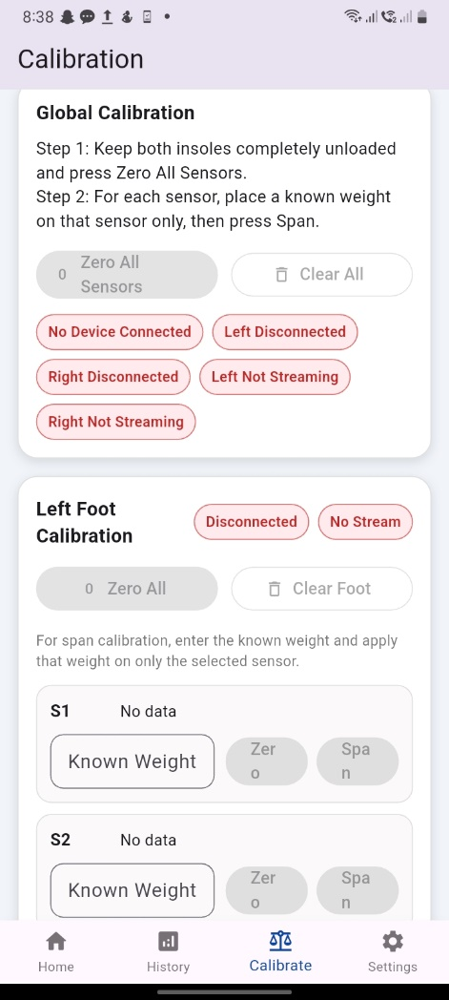 8:38
Calibration
Global Calibration
Step 1: Keep both insoles completely unloaded
and press Zero All Sensors.
Step 2: For each sensor, place a known weight
on that sensor only, then press Span.
0 Zero All
Sensors
Clear All
No Device Connected
Left Disconnected
Right Disconnected
Left Not Streaming
Right Not Streaming
Left Foot
Calibration
Disconnected
No Stream
0 Zero All
Clear Foot
For span calibration, enter the known weight and apply
that weight on only the selected sensor.
S1 No data
Known Weight
Zer
o
Spa
n
S2 No data
Known Weight
Zer
o
Spa
n
Home
History
Calibrate
Settings